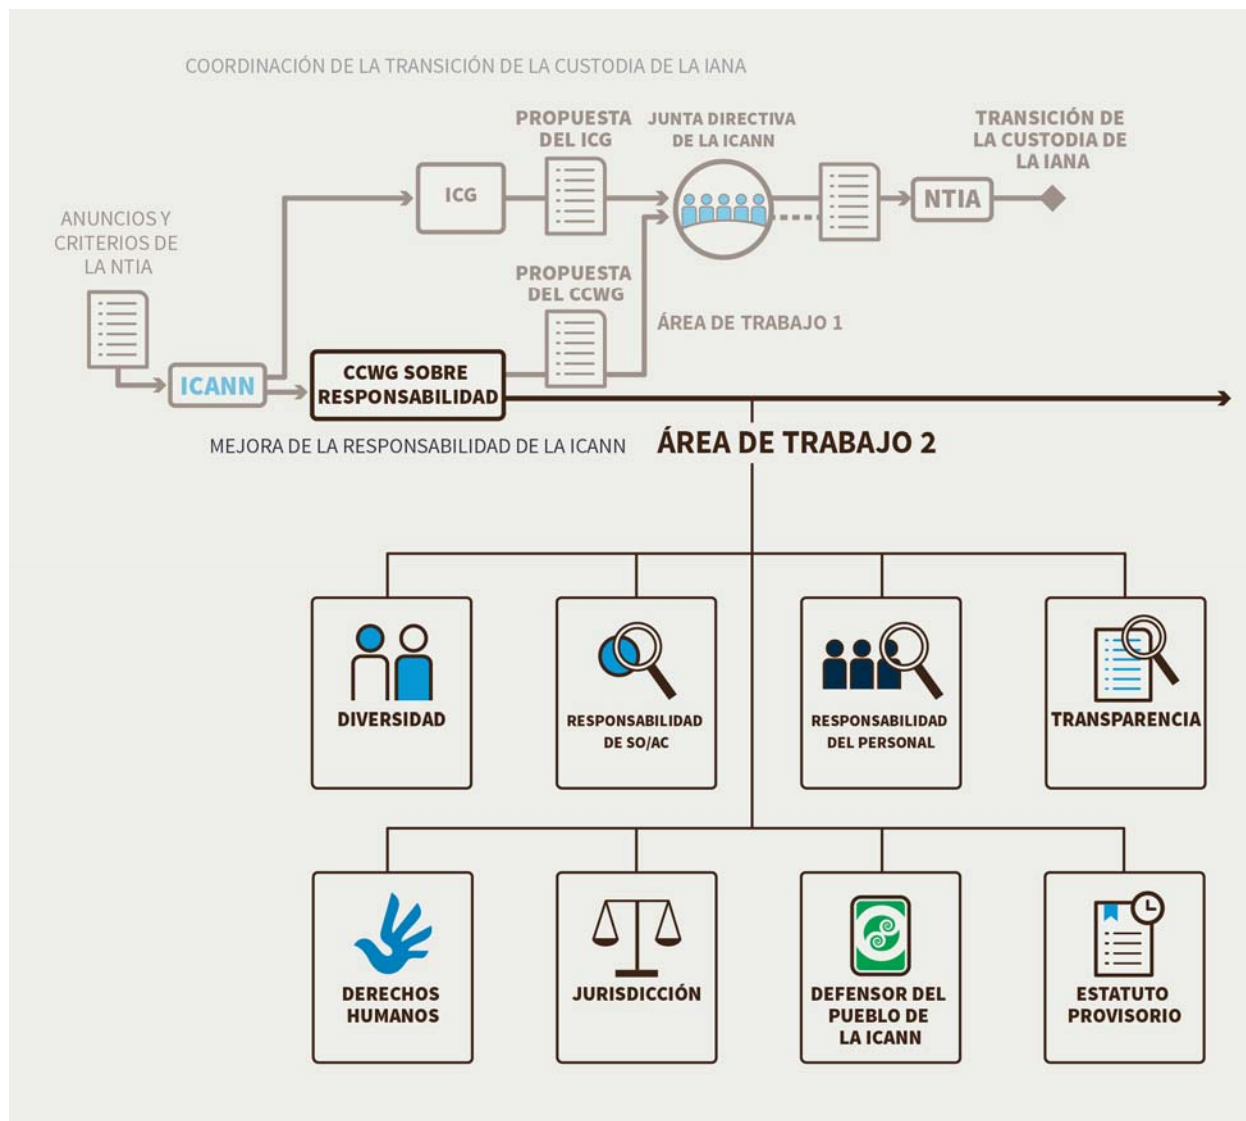 COORDINACIÓN DE LA TRANSICIÓN DE LA CUSTODIA DE LA IANA
PROPUESTA
DEL ICG
JUNTA DIRECTIVA
DE LA ICANN
TRANSICIÓN DE
LA CUSTODIA DE
LA IANA
ICG
NTIA
ANUNCIOS Y
CRITERIOS DE
LA NTIA
PROPUESTA
DEL CCWG
ÁREA DE TRABAJO 1
ICANN
CCWG SOBRE
RESPONSABILIDAD
MEJORA DE LA RESPONSABILIDAD DE LA ICANN
ÁREA DE TRABAJO 2
DIVERSIDAD
RESPONSABILIDAD
DE SO/AC
RESPONSABILIDAD
DEL PERSONAL
TRANSPARENCIA
DERECHOS
HUMANOS
JURISDICCIÓN
DEFENSOR DEL
PUEBLO DE
LA ICANN
ESTATUTO
PROVISORIO